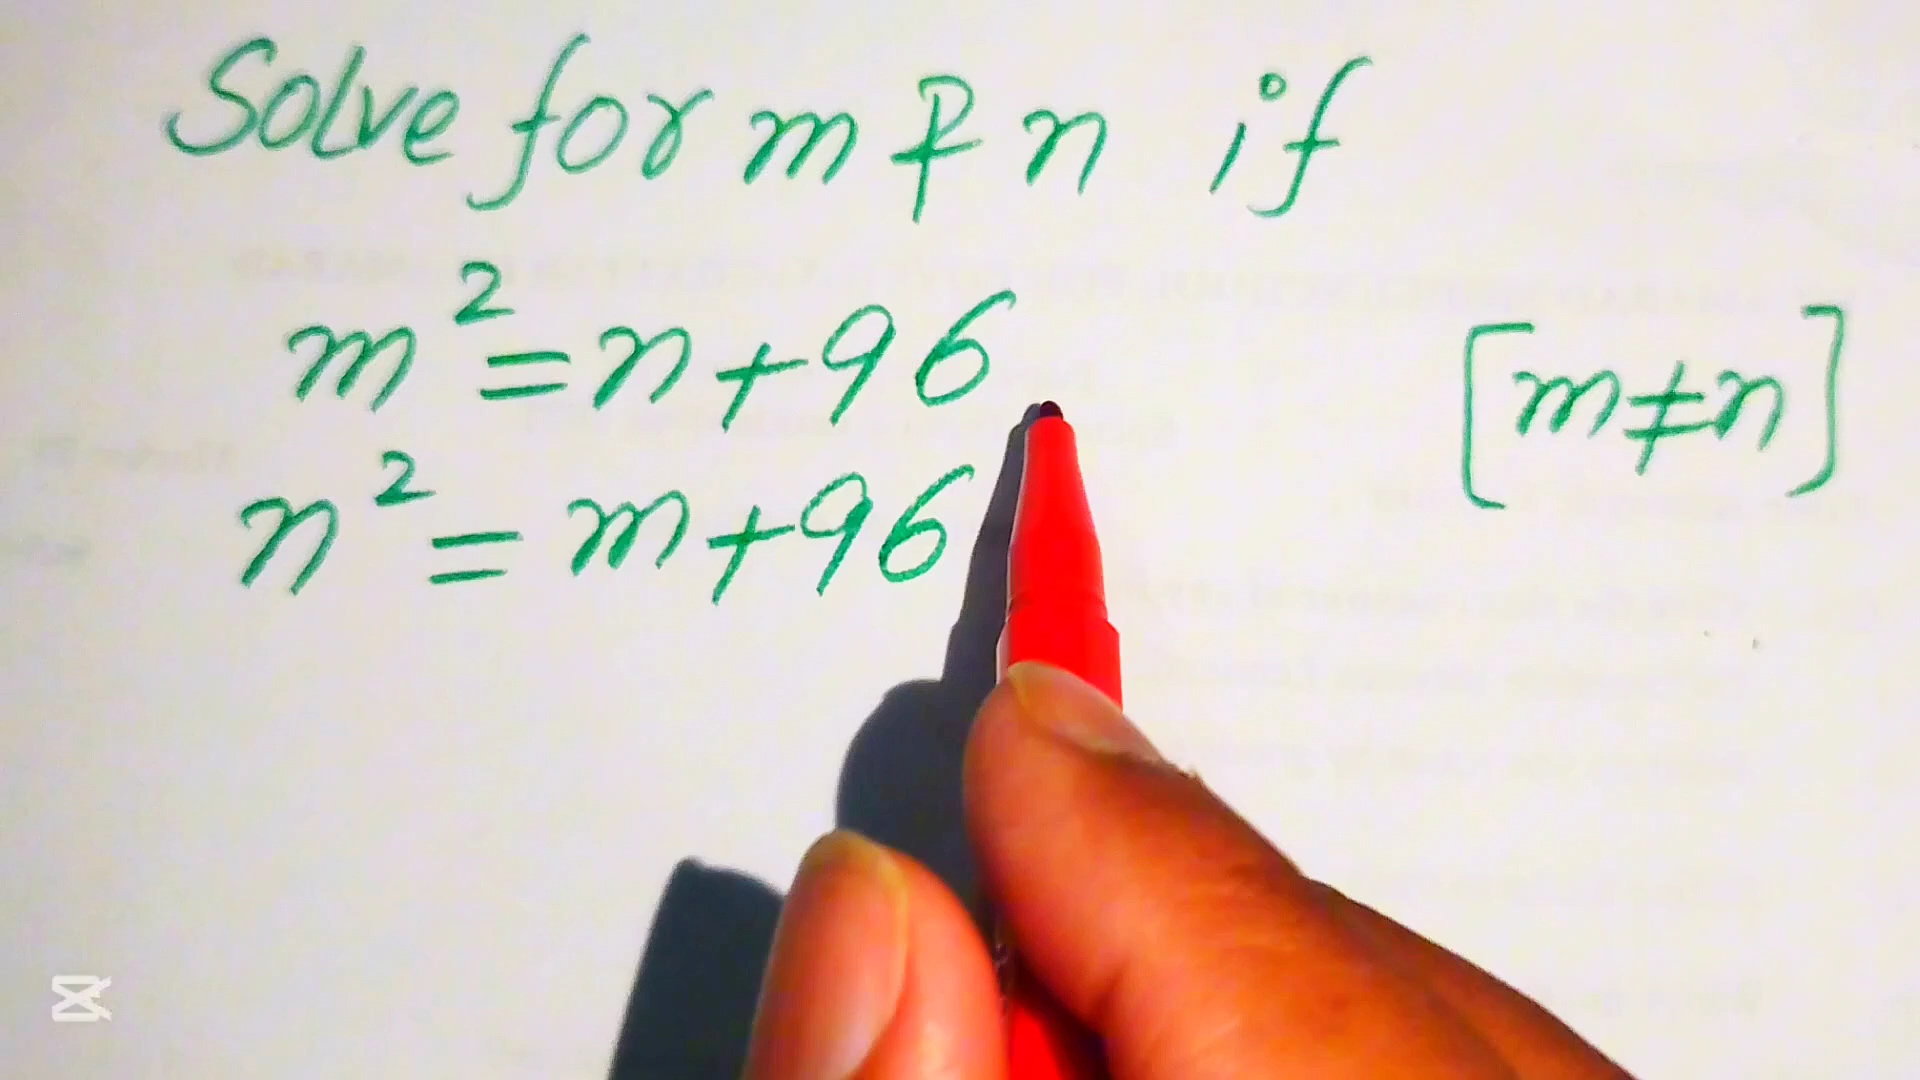 Solve for m & n if
m² = n + 96
[m ≠ n]
n² = m + 96